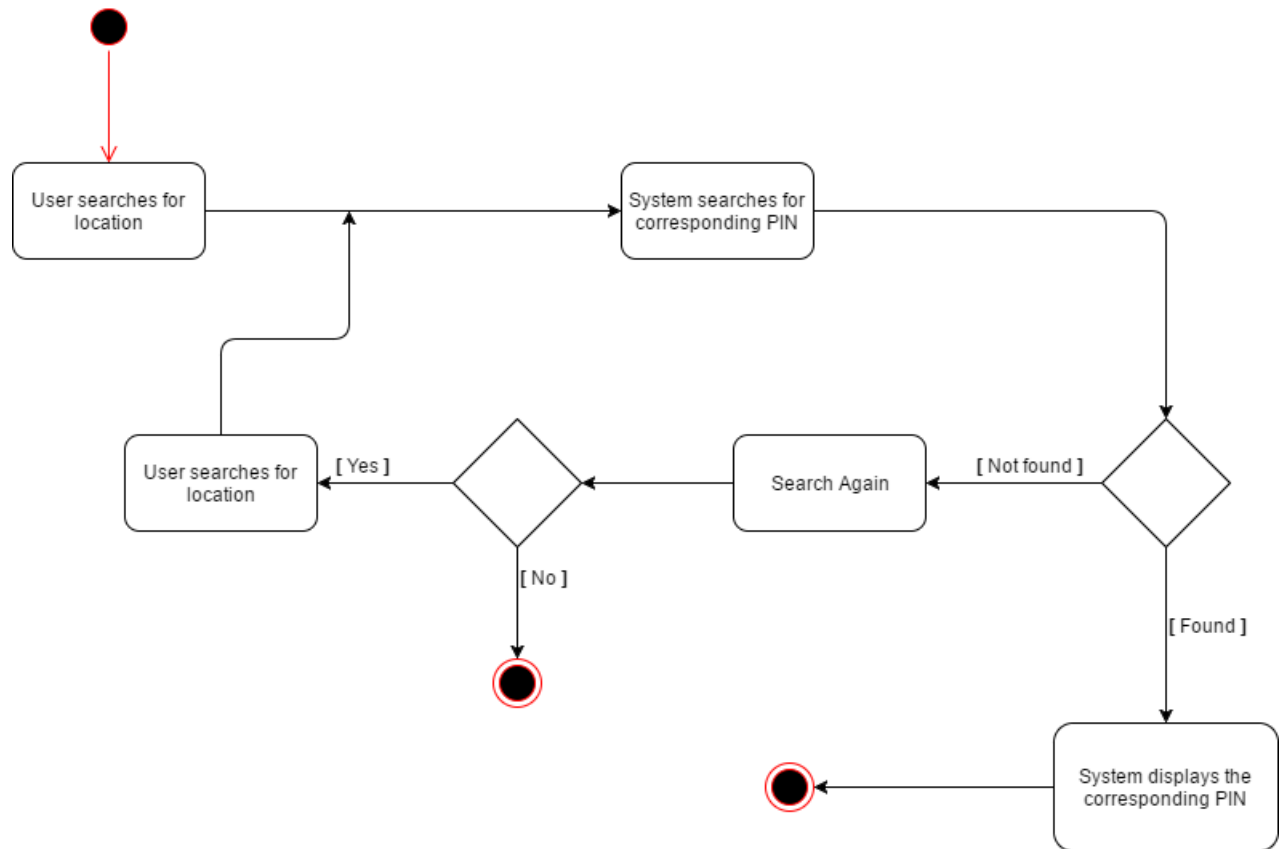 User searches for
location
System searches for
corresponding PIN
User searches for
location
[ Yes ]
Search Again
[ Not found ]
[ No ]
[ Found ]
System displays the
corresponding PIN